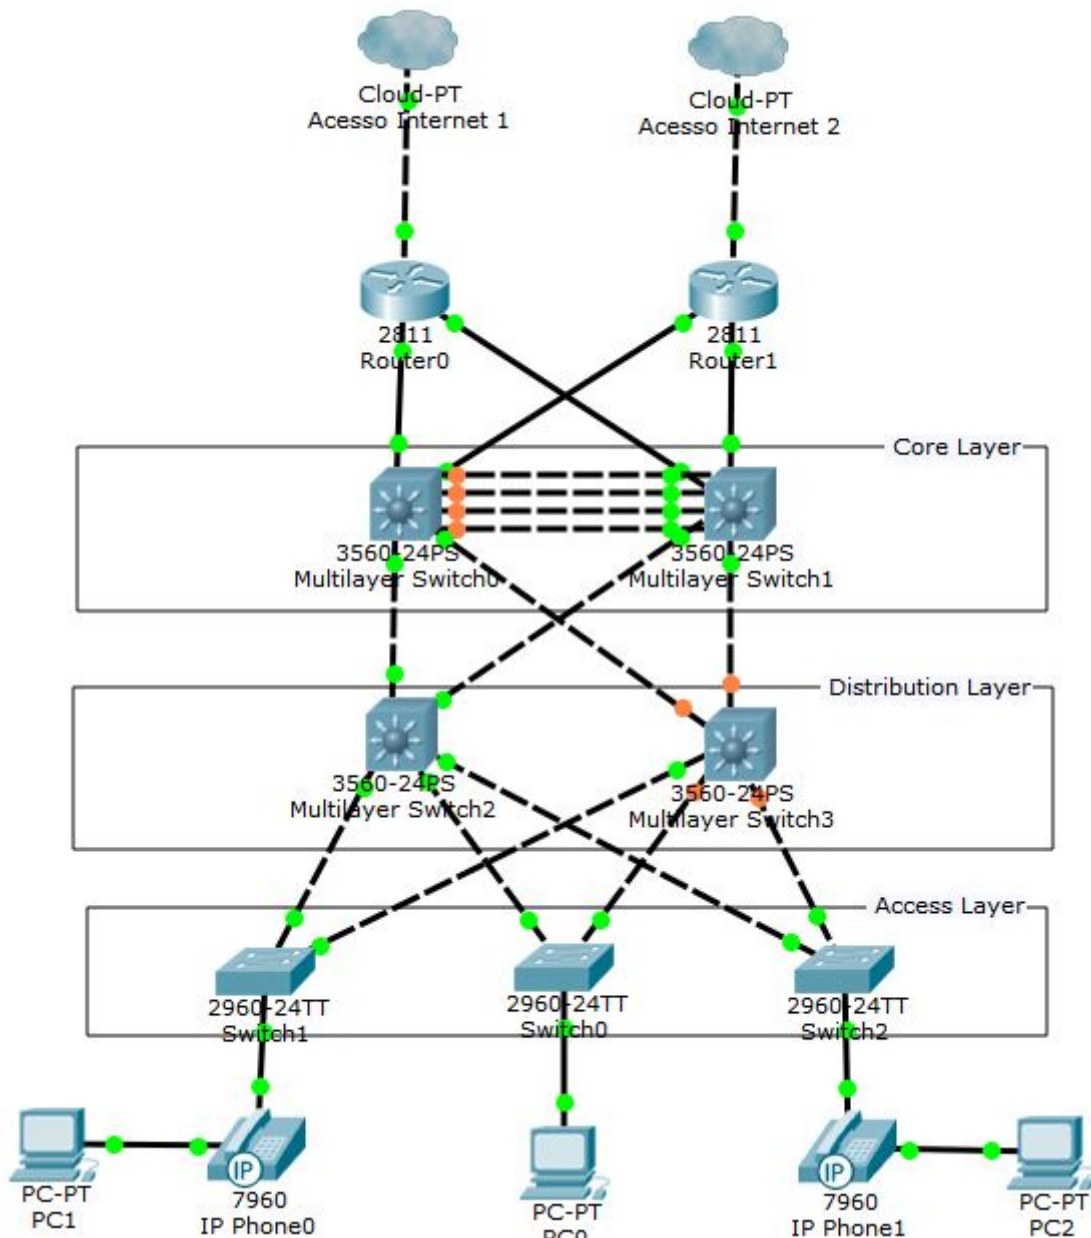 Cloud-PT
Acesso Internet 1
Cloud-PT
Acesso Internet 2
2811
Router0
2811
Router1
Core Layer
3560-24PS
Multilayer Switch0
3560-24PS
Multilayer Switch1
Distribution Layer
3560-24PS
Multilayer Switch2
3560-24PS
Multilayer Switch3
Access Layer
2960-24TT
Switch1
2960-24TT
Switch0
2960-24TT
Switch2
IP
IP
PC-PT
PC1
7960
IP Phone0
PC-PT
PC0
7960
IP Phone1
PC-PT
PC2